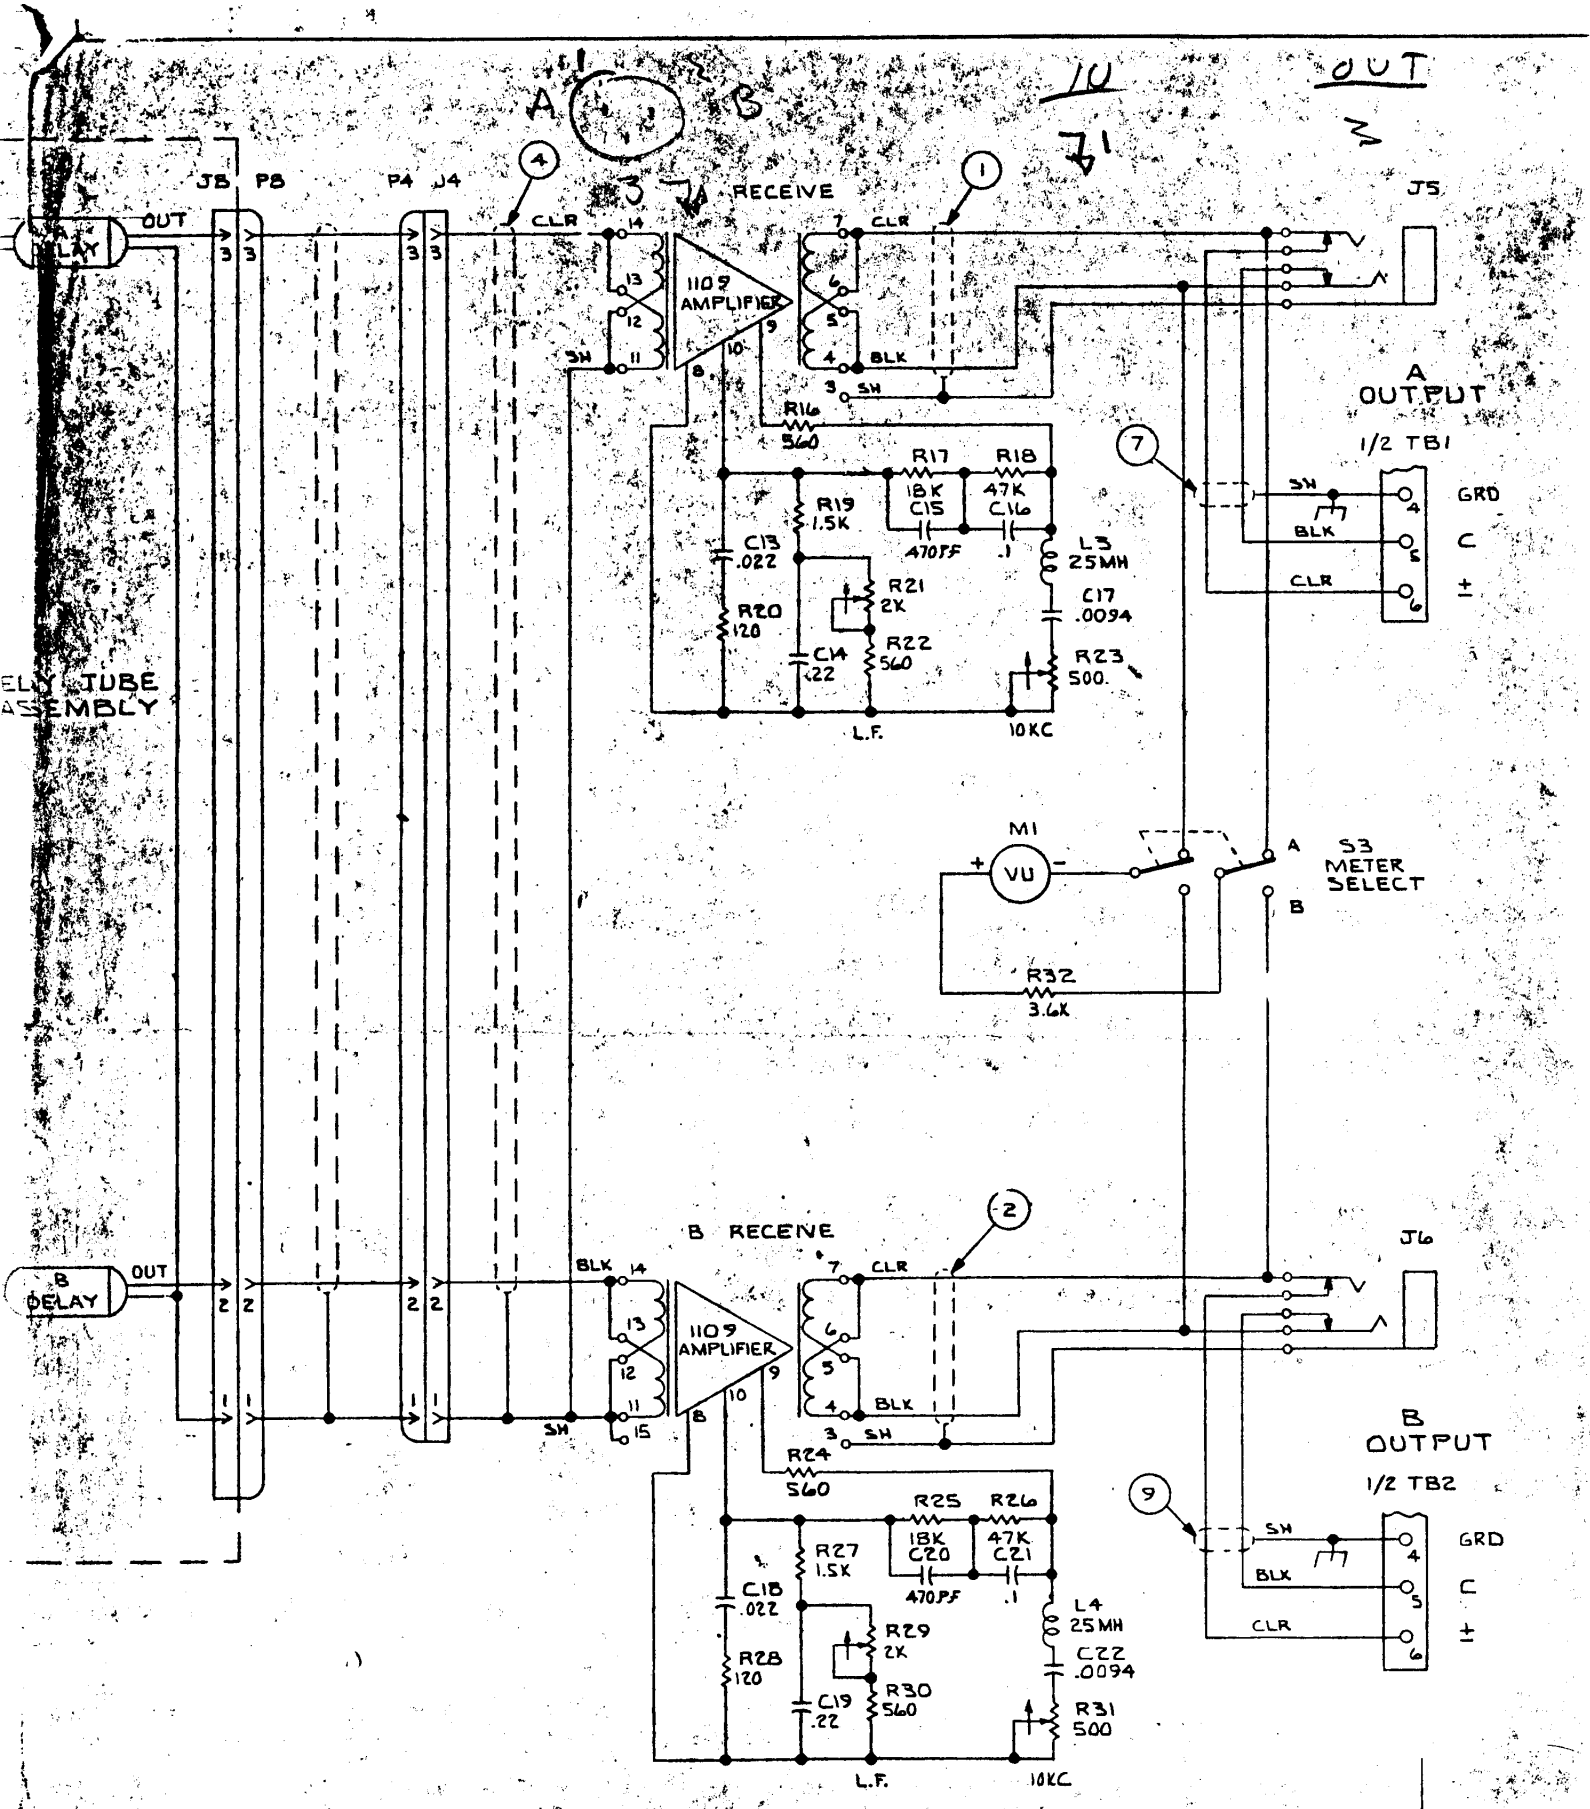 A B
10
OUT
71
3
3
4
1
J8 P8
P4 J4
A RECEIVE
J5
OUT
CLR
14
7 CLR
3 3
3 3
13
1109
AMPLIFIER
6
12
5
9
10
SH 11
8
4 BLK
3 SH
A
OUTPUT
1/2 TB1
7
R16
560
R17
18K
C15
470PF
R18
47K
C16
.1
R19
1.5K
SH
4
GRD
BLK
5
C
CLR
6
±
C13
.022
L3
25MH
R21
2K
C17
.0094
R20
120
R22
560
C14
.22
R23
500
TUBE
ASSEMBLY
L.F.
10KC
M1
+ VU -
A
S3
METER
SELECT
B
R32
3.6K
2
B RECEIVE
J6
OUT
B
DELAY
BLK 14
7 CLR
2 2
2 2
13
1109
AMPLIFIER
6
12
5
9
10
1 1
1 1
11
8
4 BLK
SH
15
3 SH
B
OUTPUT
1/2 TB2
R24
560
9
R25
18K
C20
470PF
R26
47K
C21
.1
R27
1.5K
SH
4
GRD
BLK
5
C
CLR
6
±
C18
.022
L4
25MH
R29
2K
C22
.0094
R28
120
R30
560
C19
.22
R31
500
L.F.
10KC